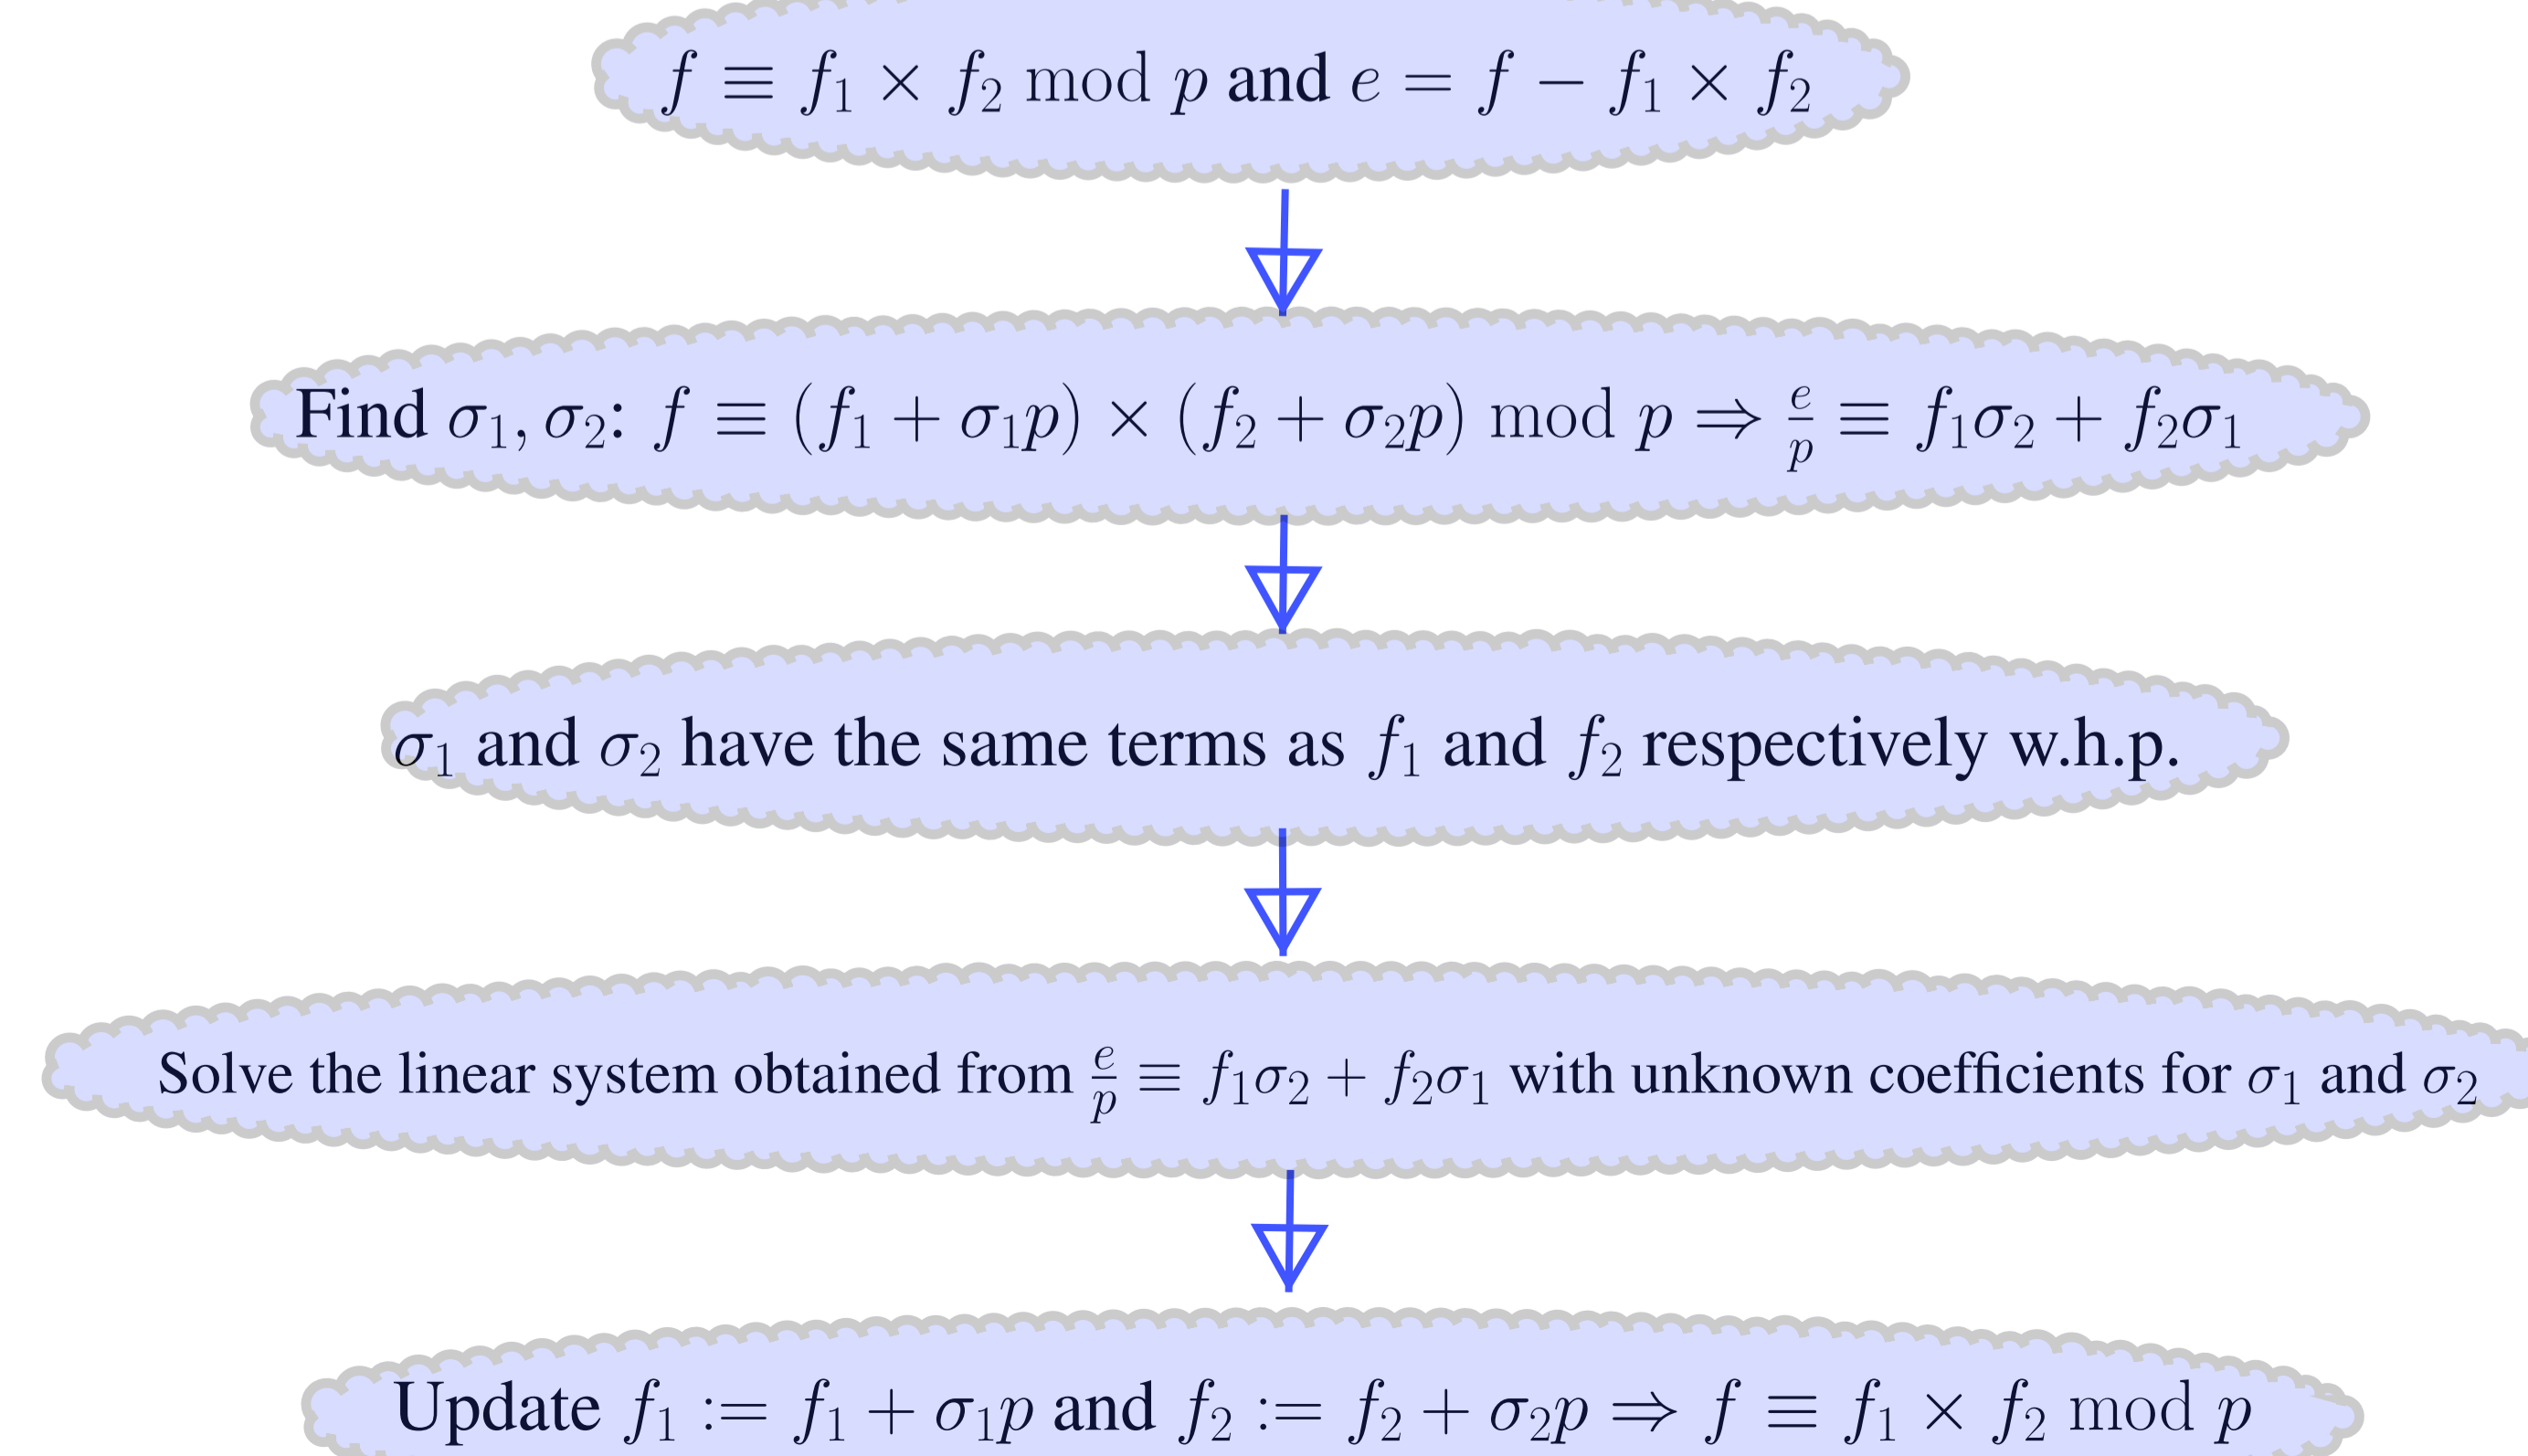 f ≡ f₁ × f₂ mod p and e = f − f₁ × f₂
Find σ₁, σ₂: f ≡ (f₁ + σ₁p) × (f₂ + σ₂p) mod p ⇒ e/p ≡ f₁σ₂ + f₂σ₁
σ₁ and σ₂ have the same terms as f₁ and f₂ respectively w.h.p.
Solve the linear system obtained from e/p ≡ f₁σ₂ + f₂σ₁ with unknown coefficients for σ₁ and σ₂
Update f₁ := f₁ + σ₁p and f₂ := f₂ + σ₂p ⇒ f ≡ f₁ × f₂ mod p